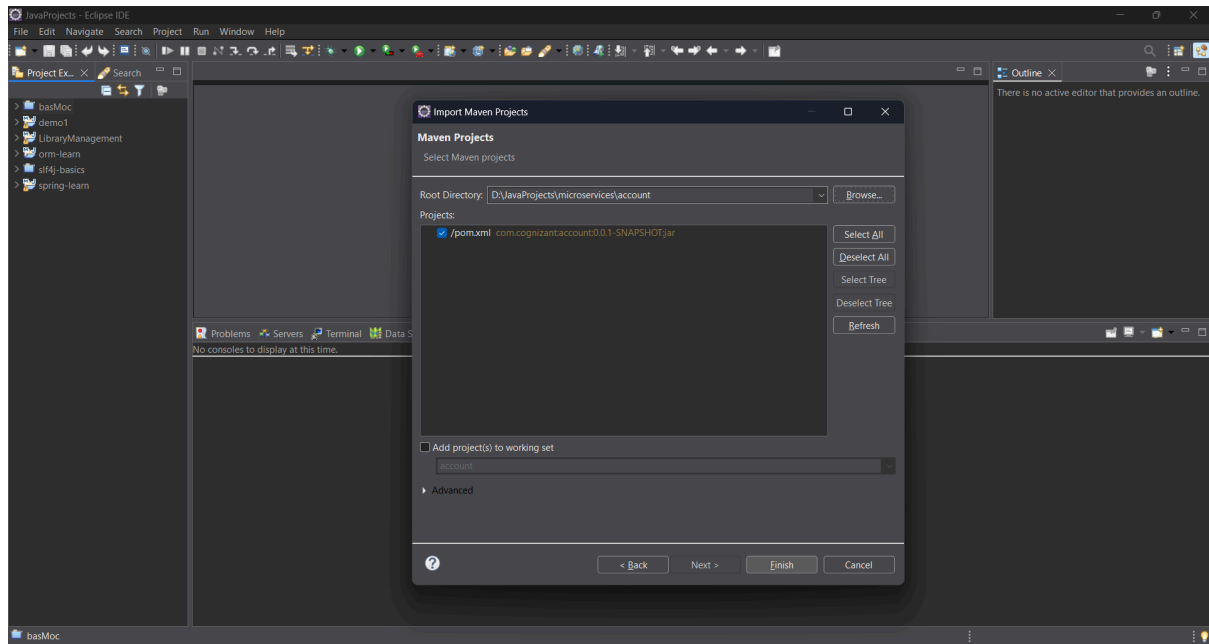 JavaProjects - Eclipse IDE
File Edit Navigate Search Project Run Window Help
Project Ex... Search
Outline
basMoc
demo1
LibraryManagement
orm-learn
slf4j-basics
spring-learn
There is no active editor that provides an outline.
Import Maven Projects
Maven Projects
Select Maven projects
Root Directory: D:\JavaProjects\microservices\account Browse...
Projects:
/pom.xml com.cognizant:account:0.0.1-SNAPSHOT:jar
Select All
Deselect All
Select Tree
Deselect Tree
Refresh
Add project(s) to working set
account
Advanced
< Back Next > Finish Cancel
Problems Servers Terminal Data S
No consoles to display at this time.
basMoc